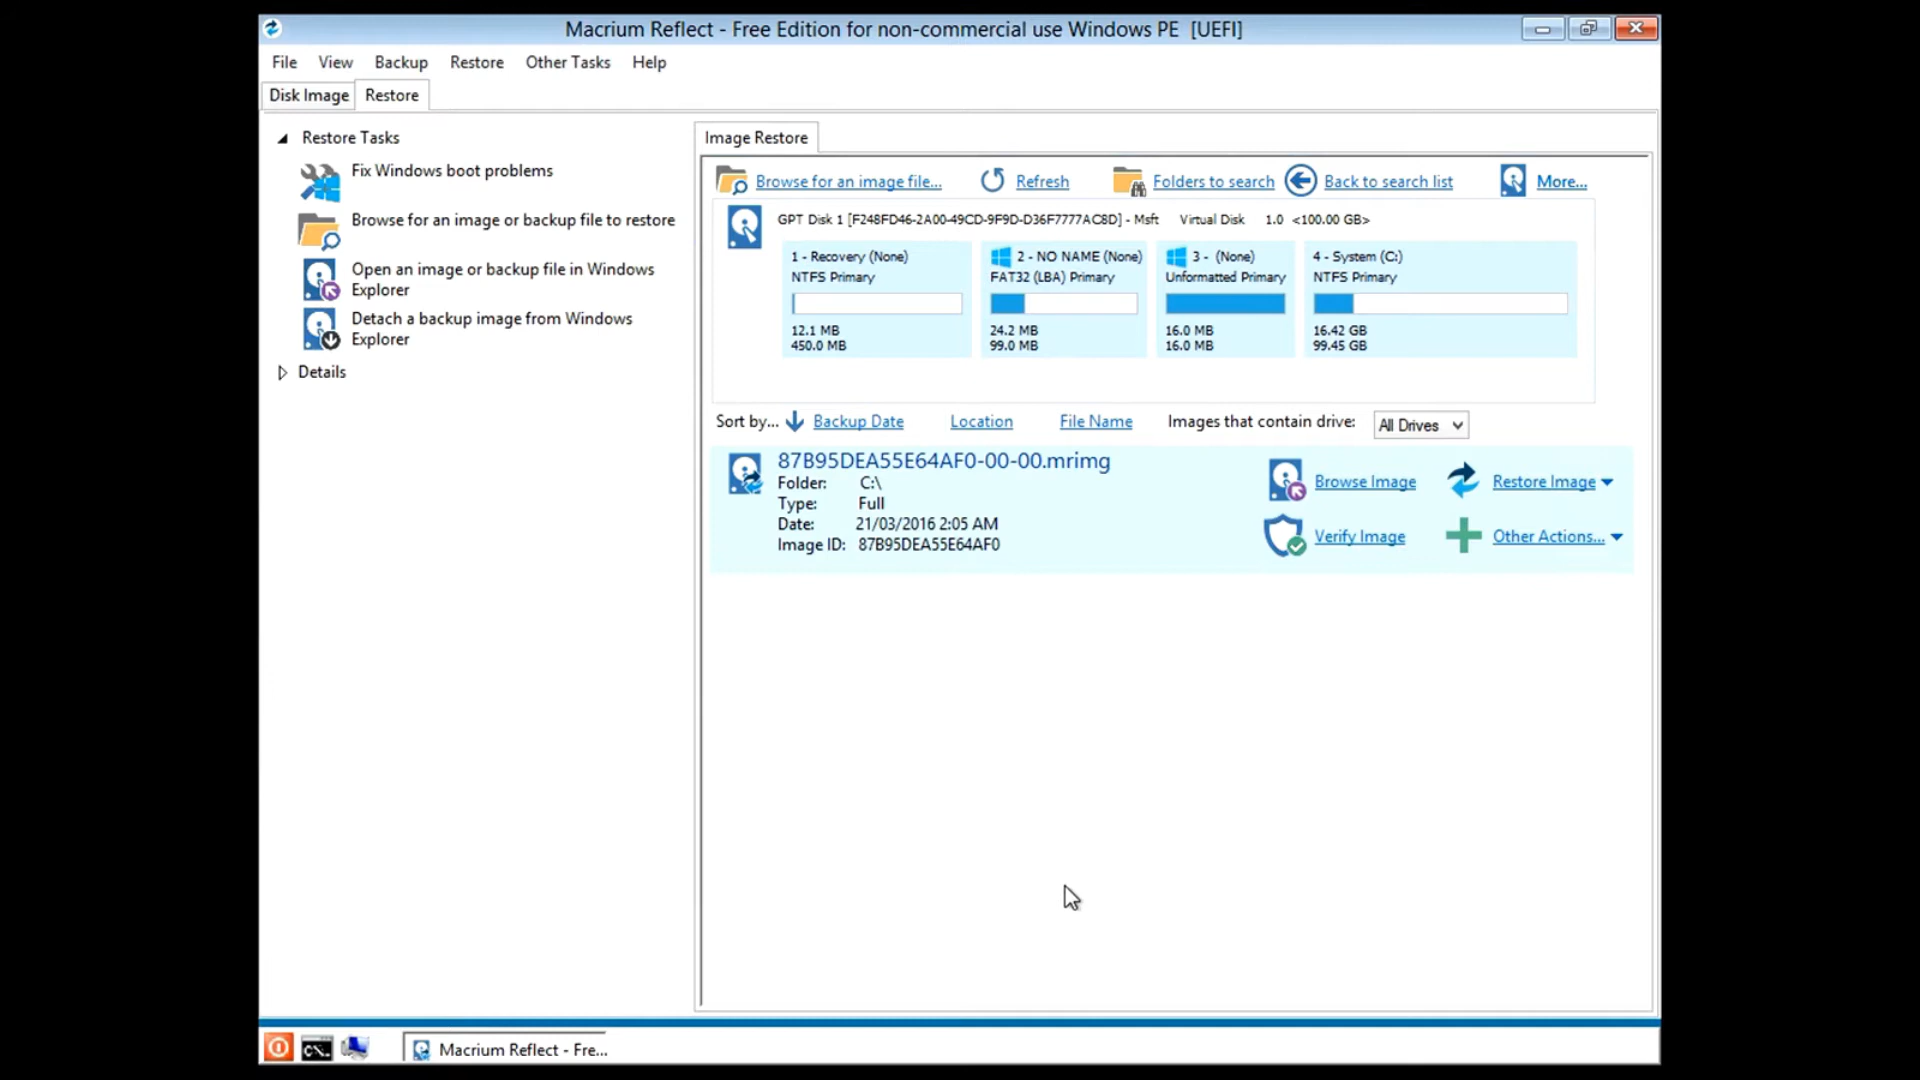 Macrium Reflect - Free Edition for non-commercial use Windows PE  [UEFI]
File View Backup Restore Other Tasks Help
Disk Image Restore
Restore Tasks
Fix Windows boot problems
Browse for an image or backup file to restore
Open an image or backup file in Windows
Explorer
Detach a backup image from Windows
Explorer
Details
Image Restore
Browse for an image file... Refresh Folders to search Back to search list More...
GPT Disk 1 [F248FD46-2A00-49CD-9F9D-D36F7777AC8D] - Msft Virtual Disk 1.0 <100.00 GB>
1 - Recovery (None)
NTFS Primary
12.1 MB
450.0 MB
2 - NO NAME (None)
FAT32 (LBA) Primary
24.2 MB
99.0 MB
3 - (None)
Unformatted Primary
16.0 MB
16.0 MB
4 - System (C:)
NTFS Primary
16.42 GB
99.45 GB
Sort by... Backup Date Location File Name Images that contain drive: All Drives
87B95DEA55E64AF0-00-00.mrimg
Folder: C:\
Type: Full
Date: 21/03/2016 2:05 AM
Image ID: 87B95DEA55E64AF0
Browse Image Restore Image
Verify Image Other Actions...
C:\.
Macrium Reflect - Fre...